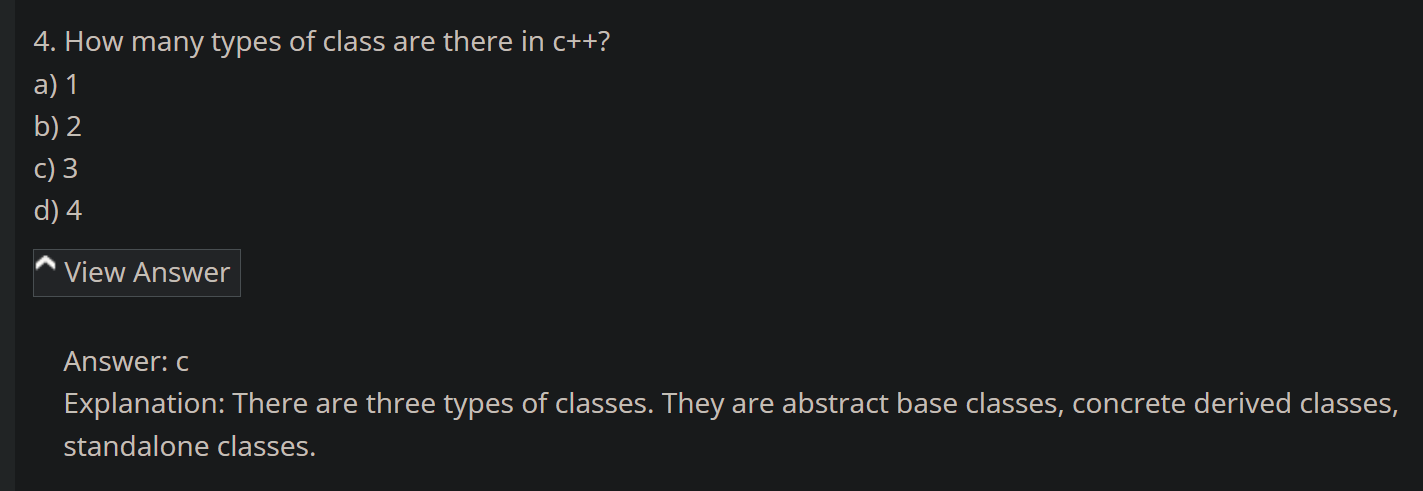 4. How many types of class are there in c++?
a) 1
b) 2
c) 3
d) 4
View Answer
Answer: c
Explanation: There are three types of classes. They are abstract base classes, concrete derived classes,
standalone classes.